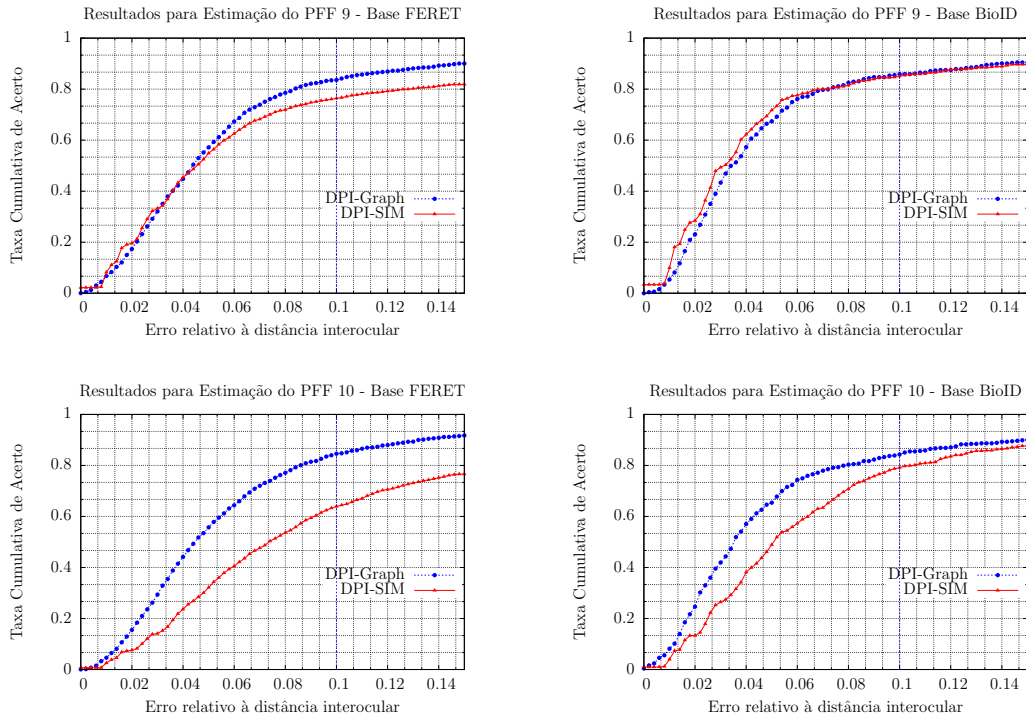 Resultados para Estimação do PFF 9 - Base FERET
Taxa Cumulativa de Acerto
1
0.8
0.6
0.4
0.2
0
DPI-Graph
DPI-SIM
0 0.02 0.04 0.06 0.08 0.1 0.12 0.14
Erro relativo à distância interocular
Resultados para Estimação do PFF 9 - Base BioID
Taxa Cumulativa de Acerto
1
0.8
0.6
0.4
0.2
0
DPI-Graph
DPI-SIM
0 0.02 0.04 0.06 0.08 0.1 0.12 0.14
Erro relativo à distância interocular
Resultados para Estimação do PFF 10 - Base FERET
Taxa Cumulativa de Acerto
1
0.8
0.6
0.4
0.2
0
DPI-Graph
DPI-SIM
0 0.02 0.04 0.06 0.08 0.1 0.12 0.14
Erro relativo à distância interocular
Resultados para Estimação do PFF 10 - Base BioID
Taxa Cumulativa de Acerto
1
0.8
0.6
0.4
0.2
0
DPI-Graph
DPI-SIM
0 0.02 0.04 0.06 0.08 0.1 0.12 0.14
Erro relativo à distância interocular